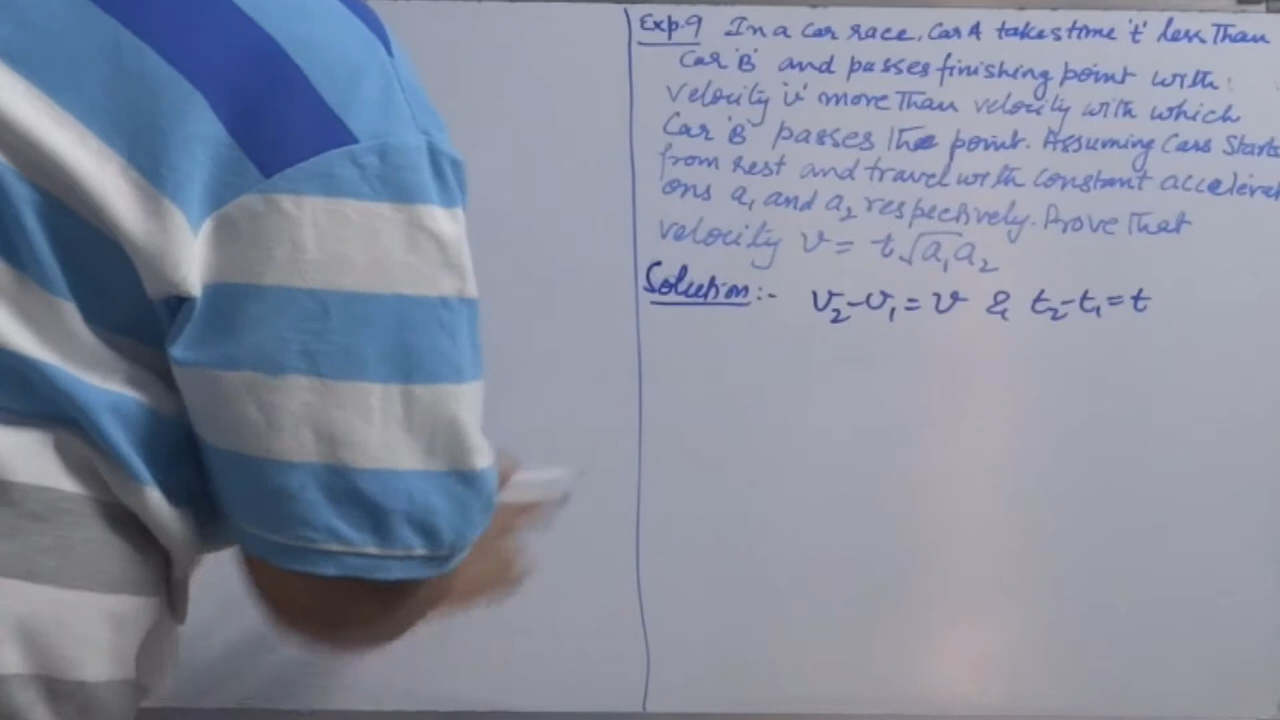 Exp.9 In a Car race, Car A takes time 't' less Than
Car 'B' and passes finishing point with
velocity 'v' more Than velocity with which
Car 'B' passes the point. Assuming Cars Starts
from rest and travel with constant accelerati
ons a₁ and a₂ respectively. Prove That
velocity v = t√a₁a₂
Solution:- v₂-v₁=v & t₂-t₁=t